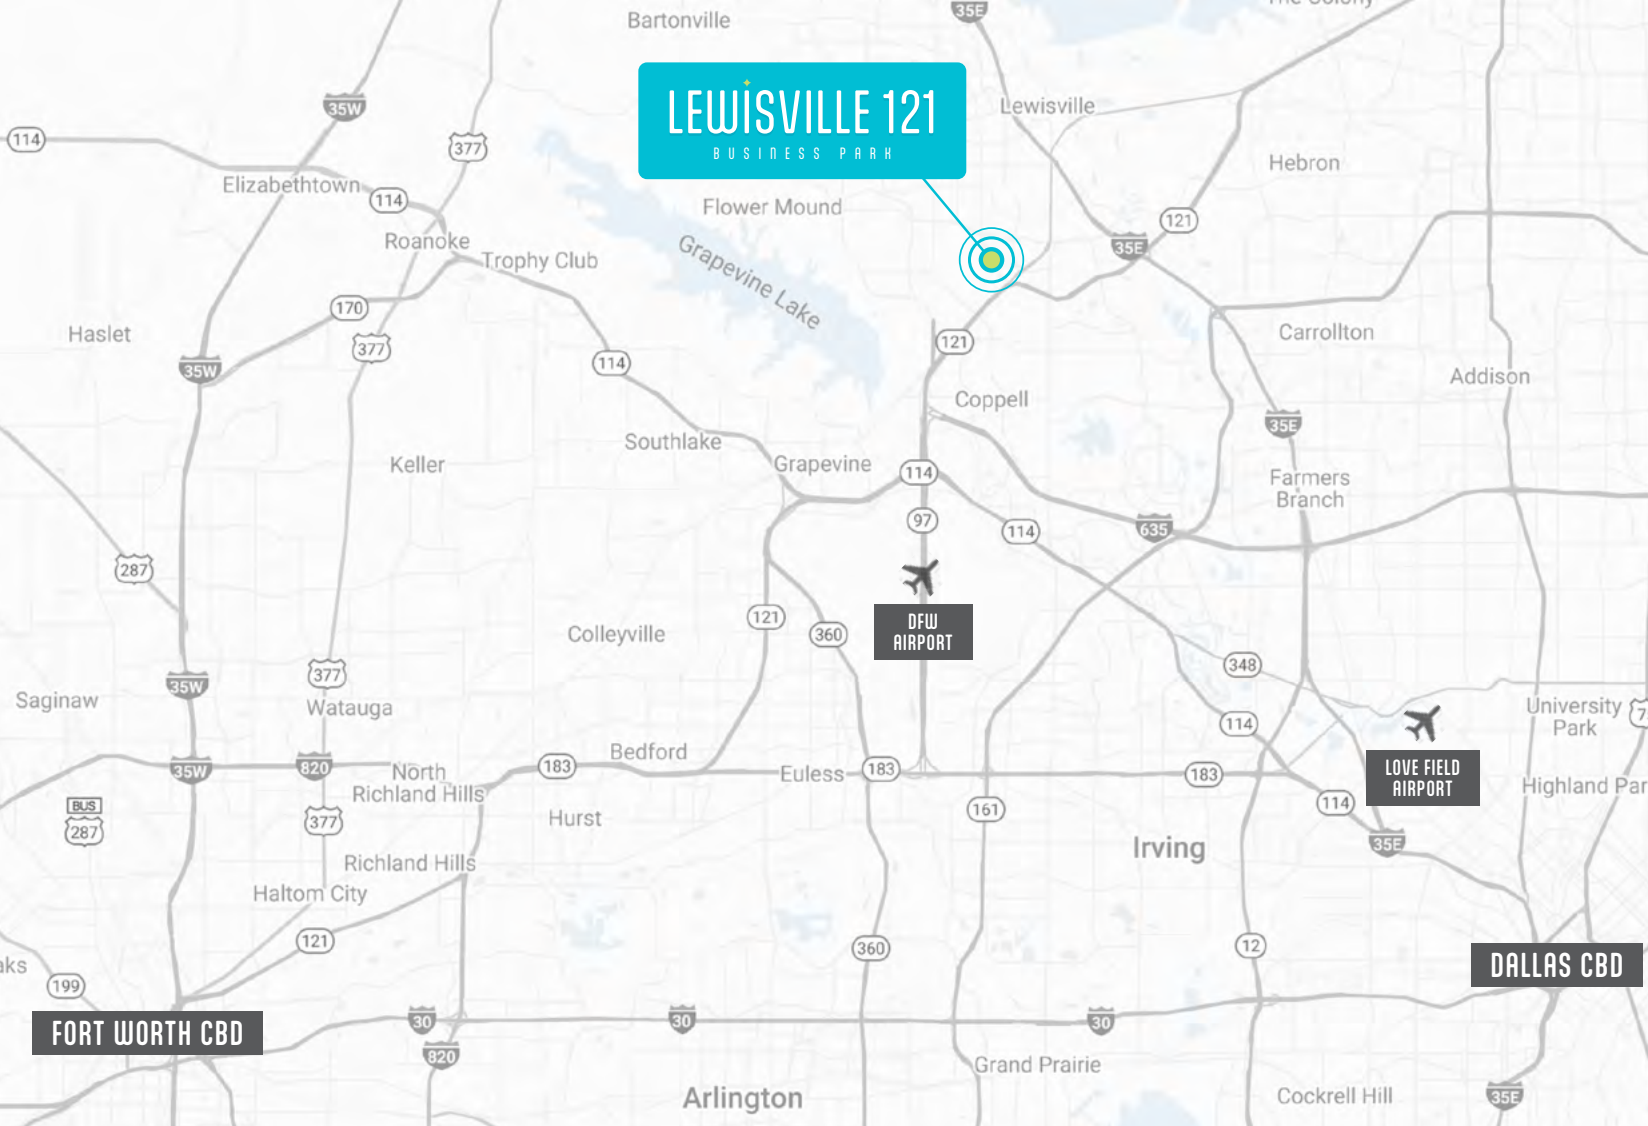 The Colony
35E
Bartonville
LEWISVILLE 121
BUSINESS PARK
35W
Lewisville
114
377
Hebron
Elizabethtown
114
Flower Mound
121
Roanoke
35E
Trophy Club
Grapevine Lake
170
Haslet
377
121
Carrollton
35W
114
Addison
Coppell
35E
Southlake
Keller
Grapevine
114
Farmers
Branch
97
114
635
287
121
360
DFW
AIRPORT
Colleyville
348
377
35W
Saginaw
Watauga
University
Park
114
Bedford
183
820
35W
North
Richland Hills
Euless
183
183
LOVE FIELD
AIRPORT
Highland Par
BUS
287
377
Hurst
161
114
35E
Irving
Richland Hills
Haltom City
121
360
12
aks
199
DALLAS CBD
FORT WORTH CBD
30
30
30
820
Grand Prairie
Arlington
Cockrell Hill
35E